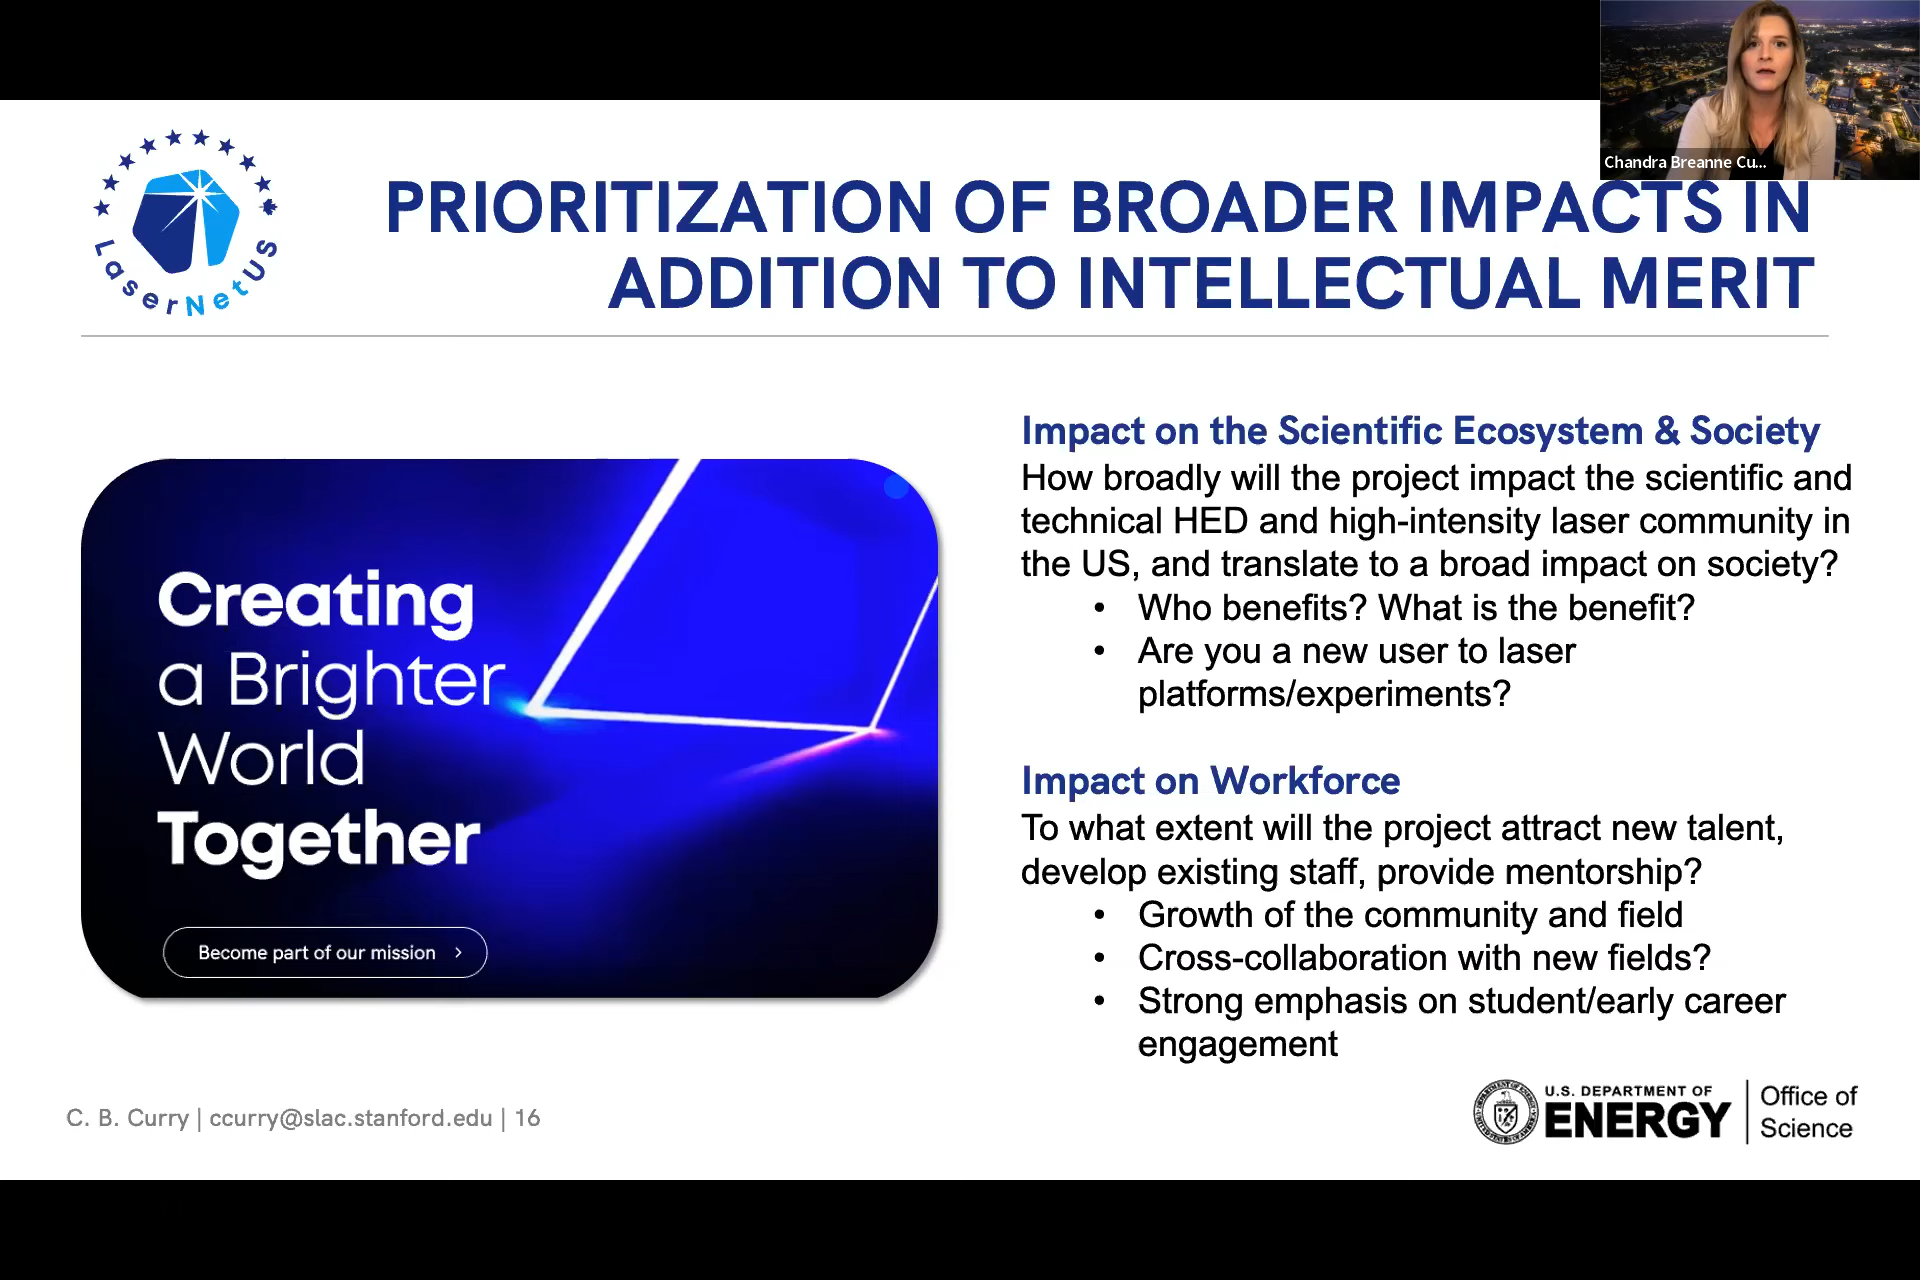 Chandra Breanne Cu...
LaserNetUS
PRIORITIZATION OF BROADER IMPACTS IN
ADDITION TO INTELLECTUAL MERIT
Creating
a Brighter
World
Together
Become part of our mission >
Impact on the Scientific Ecosystem & Society
How broadly will the project impact the scientific and
technical HED and high-intensity laser community in
the US, and translate to a broad impact on society?
• Who benefits? What is the benefit?
• Are you a new user to laser
platforms/experiments?
Impact on Workforce
To what extent will the project attract new talent,
develop existing staff, provide mentorship?
• Growth of the community and field
• Cross-collaboration with new fields?
• Strong emphasis on student/early career
engagement
C. B. Curry | ccurry@slac.stanford.edu | 16
U.S. DEPARTMENT OF
ENERGY
Office of
Science